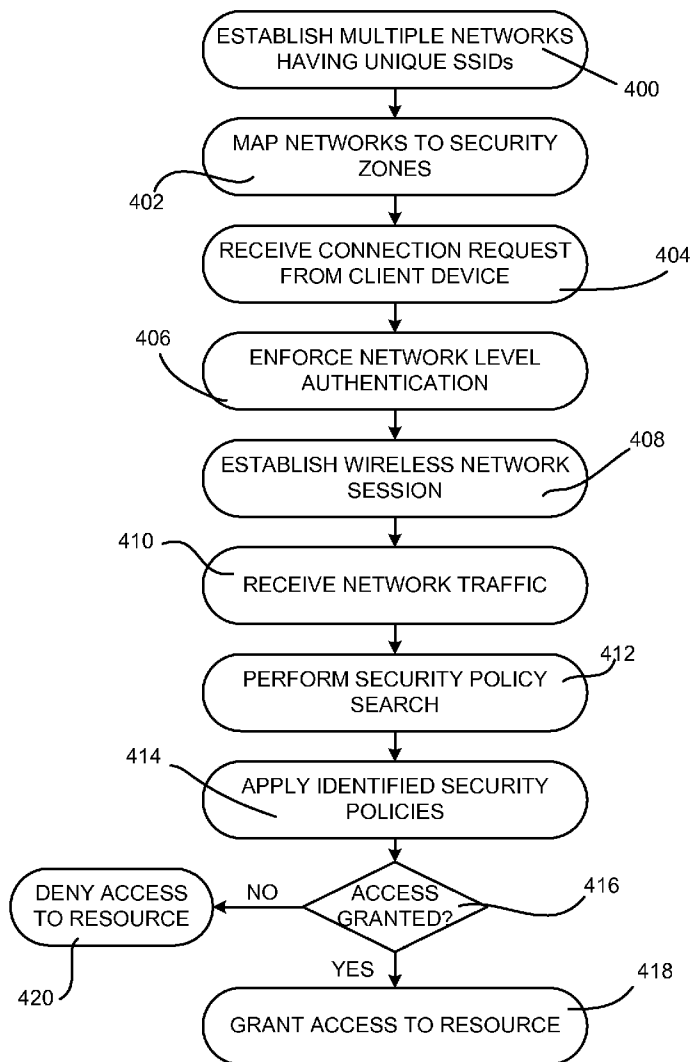 ESTABLISH MULTIPLE NETWORKS
HAVING UNIQUE SSIDs
400
MAP NETWORKS TO SECURITY
ZONES
402
RECEIVE CONNECTION REQUEST
FROM CLIENT DEVICE
404
406
ENFORCE NETWORK LEVEL
AUTHENTICATION
408
ESTABLISH WIRELESS NETWORK
SESSION
410
RECEIVE NETWORK TRAFFIC
412
PERFORM SECURITY POLICY
SEARCH
414
APPLY IDENTIFIED SECURITY
POLICIES
DENY ACCESS
TO RESOURCE
NO
ACCESS
GRANTED?
416
420
YES
418
GRANT ACCESS TO RESOURCE